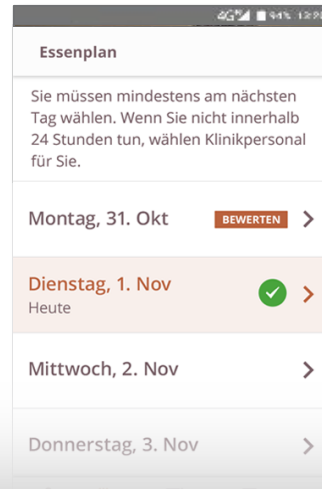 4G 94% 12:2
Essenplan
Sie müssen mindestens am nächsten
Tag wählen. Wenn Sie nicht innerhalb
24 Stunden tun, wählen Klinikpersonal
für Sie.
Montag, 31. Okt BEWERTEN
Dienstag, 1. Nov
Heute
Mittwoch, 2. Nov
Donnerstag, 3. Nov